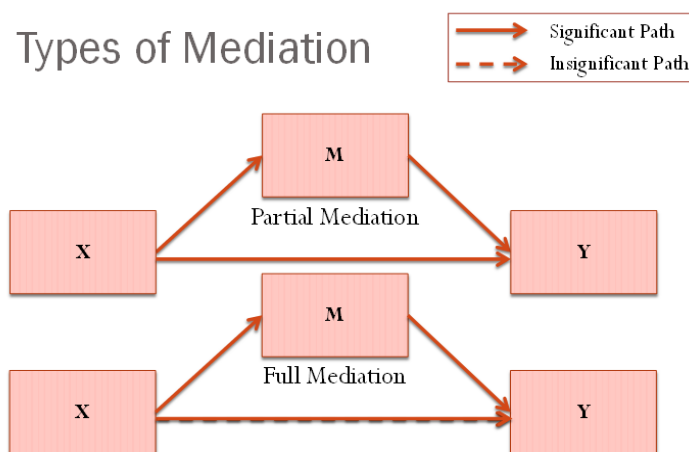 Types of Mediation
Significant Path
Insignificant Path
M
Partial Mediation
X
Y
M
Full Mediation
X
Y